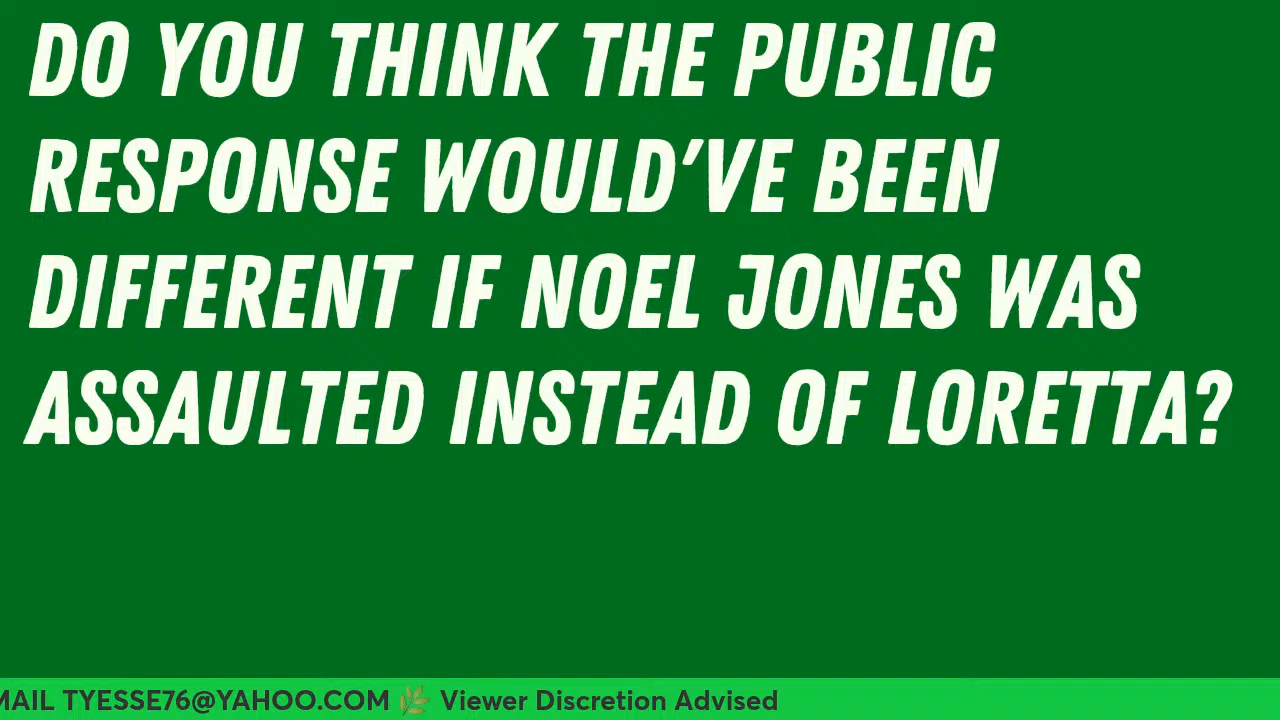 DO YOU THINK THE PUBLIC
RESPONSE WOULD'VE BEEN
DIFFERENT IF NOEL JONES WAS
ASSAULTED INSTEAD OF LORETTA?
MAIL TYESSE76@YAHOO.COM 🌿 Viewer Discretion Advised